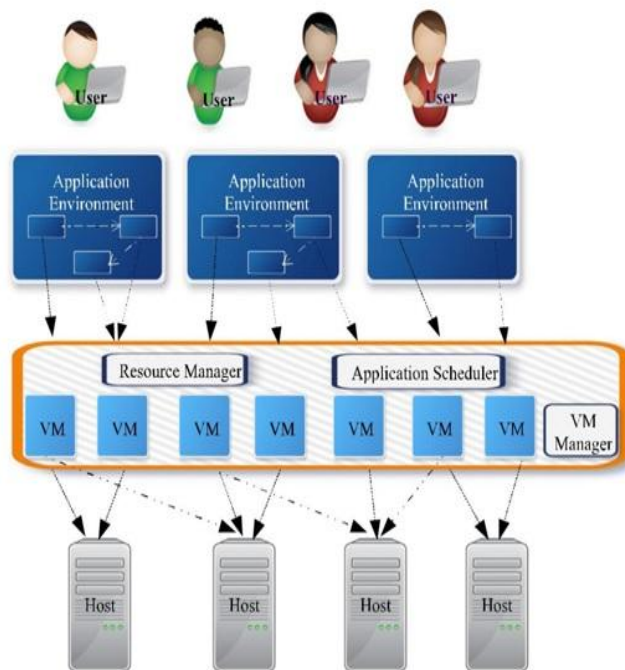 User User User User
Application Environment
Application Environment
Application Environment
Resource Manager Application Scheduler
VM VM VM VM VM VM VM VM Manager
Host Host Host Host